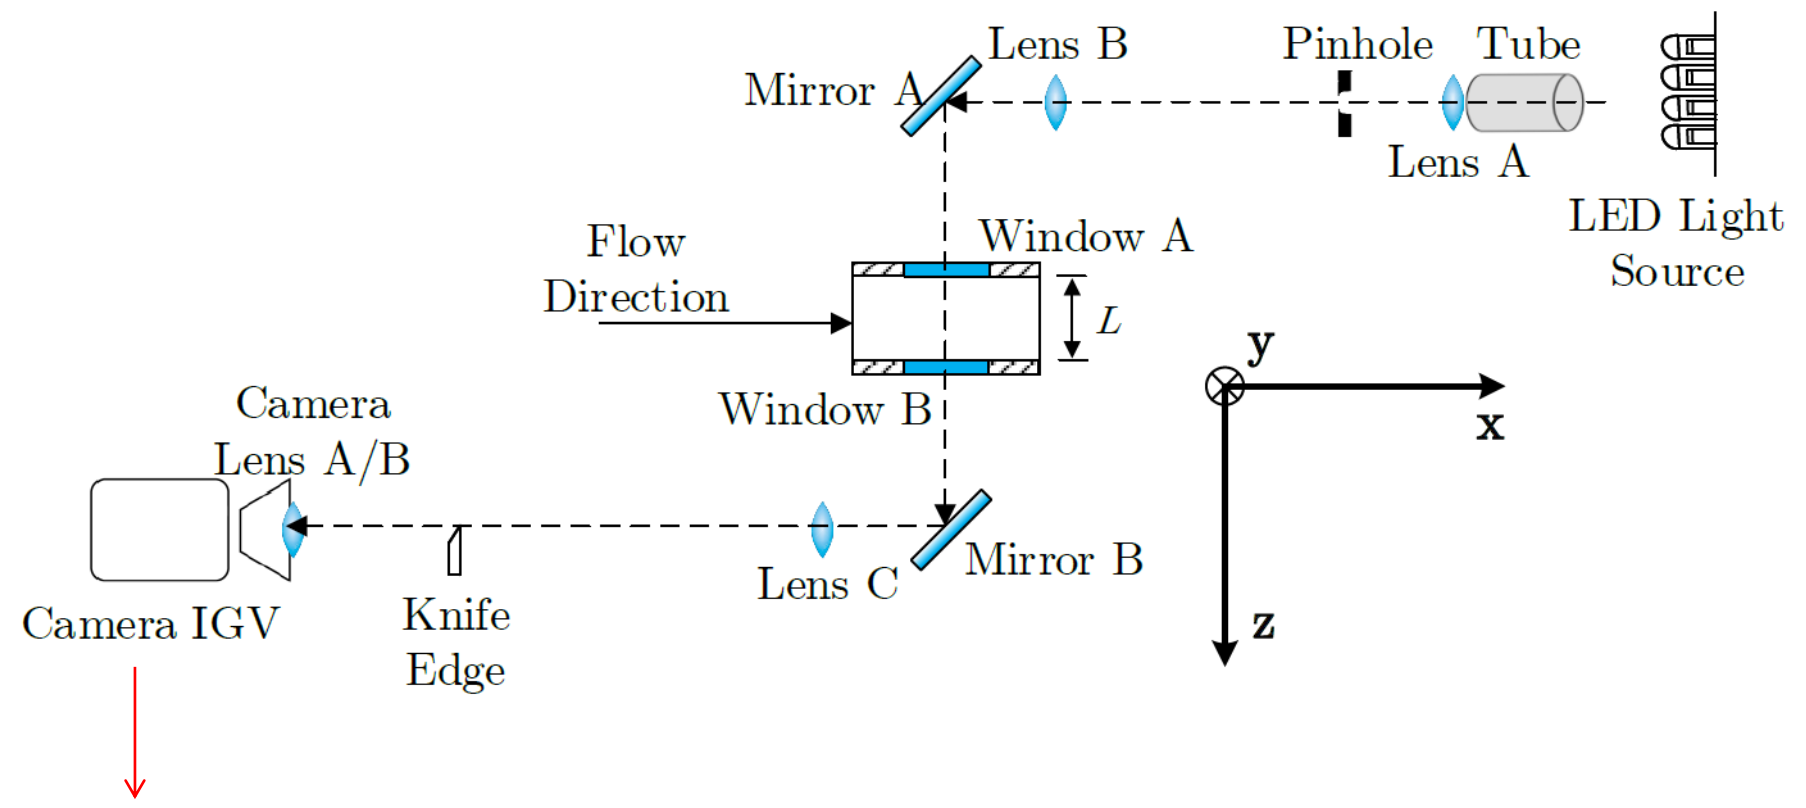 Lens B
Pinhole
Tube
Mirror A
Lens A
LED Light
Source
Flow
Direction
Window A
L
y
x
z
Window B
Camera
Lens A/B
Mirror B
Lens C
Camera IGV
Knife
Edge